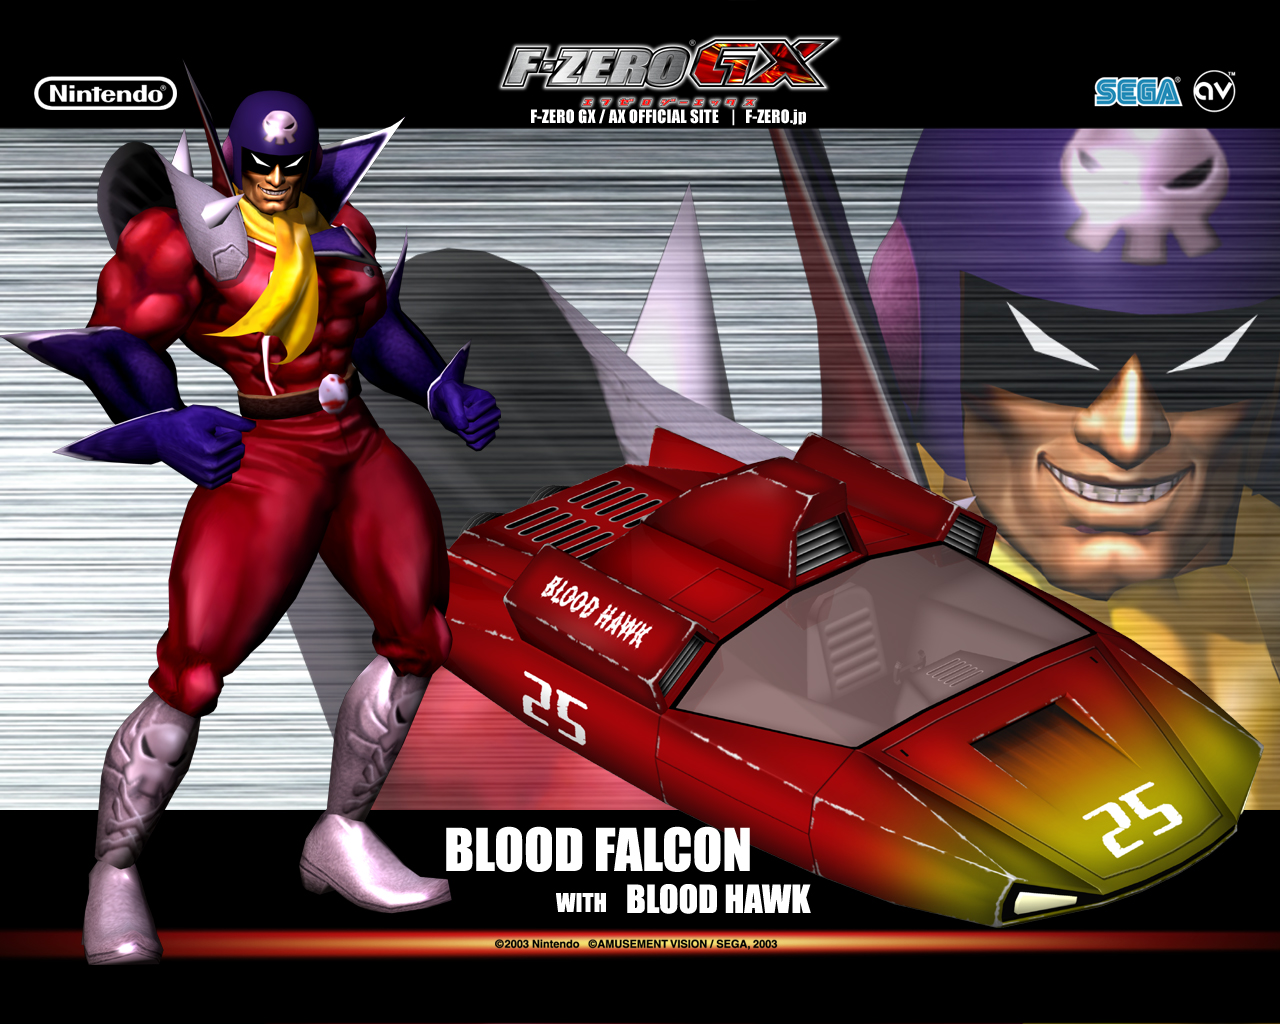 Nintendo®
F-ZERO® GX
エフゼロ ジーエックス
F-ZERO GX / AX OFFICIAL SITE | F-ZERO.jp
SEGA®
av™
BLOOD HAWK
25
25
BLOOD FALCON
WITH BLOOD HAWK
©2003 Nintendo ©AMUSEMENT VISION / SEGA, 2003